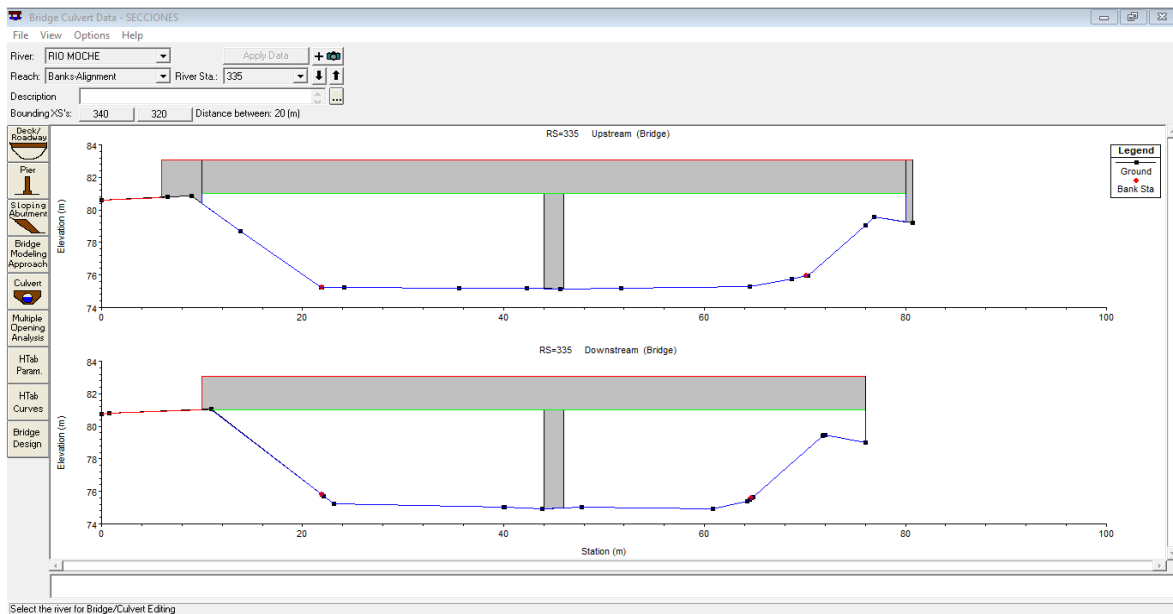 Bridge Culvert Data - SECCIONES
File View Options Help
River: RIO MOCHE Apply Data +
Reach: Banks-Alignment River Sta.: 335
Description ...
Bounding XS's: 340 320 Distance between: 20 (m)
Deck/
Roadway
Pier
Sloping
Abutment
Bridge
Modeling
Approach
Culvert
Multiple
Opening
Analysis
HTab
Param.
HTab
Curves
Bridge
Design
RS=335 Upstream (Bridge)
84
82
80
78
76
74
Elevation (m)
0 20 40 60 80 100
Legend
Ground
Bank Sta
RS=335 Downstream (Bridge)
84
82
80
78
76
74
Elevation (m)
0 20 40 60 80 100
Station (m)
Select the river for Bridge/Culvert Editing